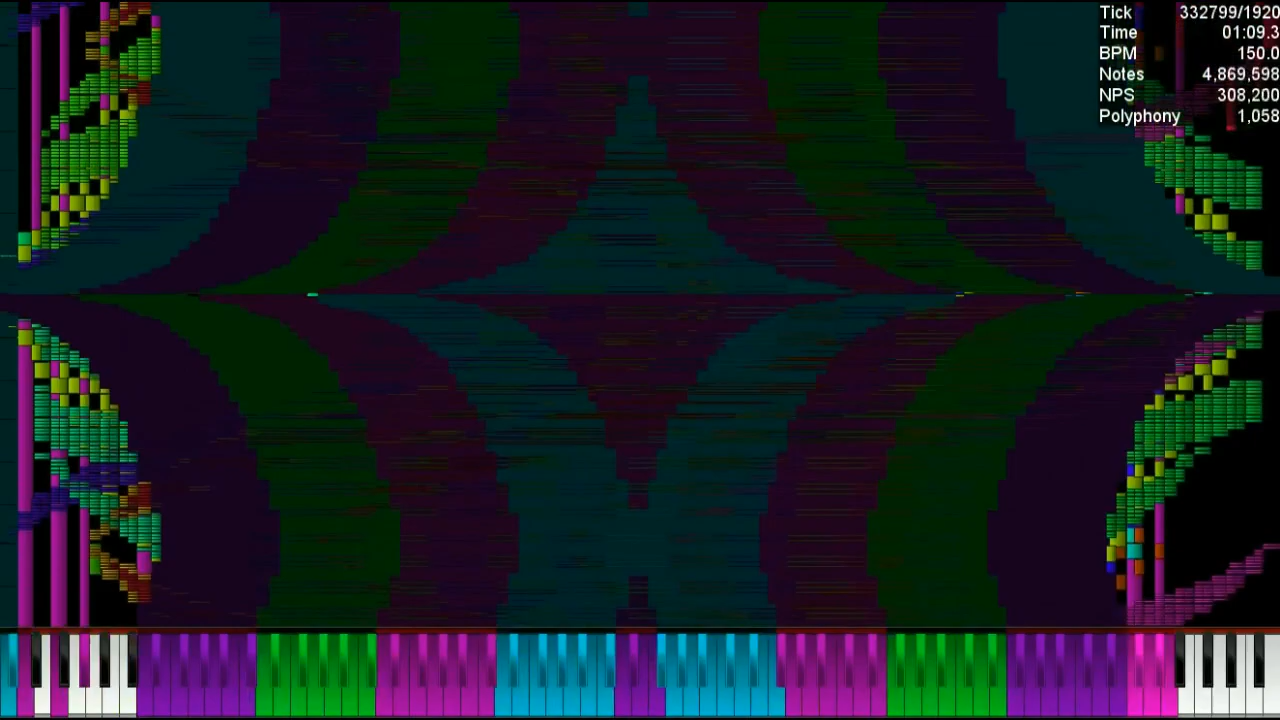 Tick 332799/1920
Time 01:09.3
BPM 150.0
Notes 4,869,586
NPS 308,200
Polyphony 1,058